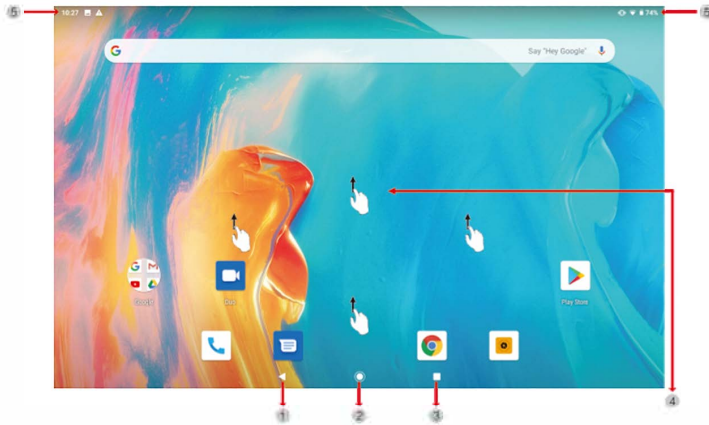 ⑤ 10:27 74% ⑤
G Say "Hey Google"
G M
Google Duo Play Store
① ② ③ ④